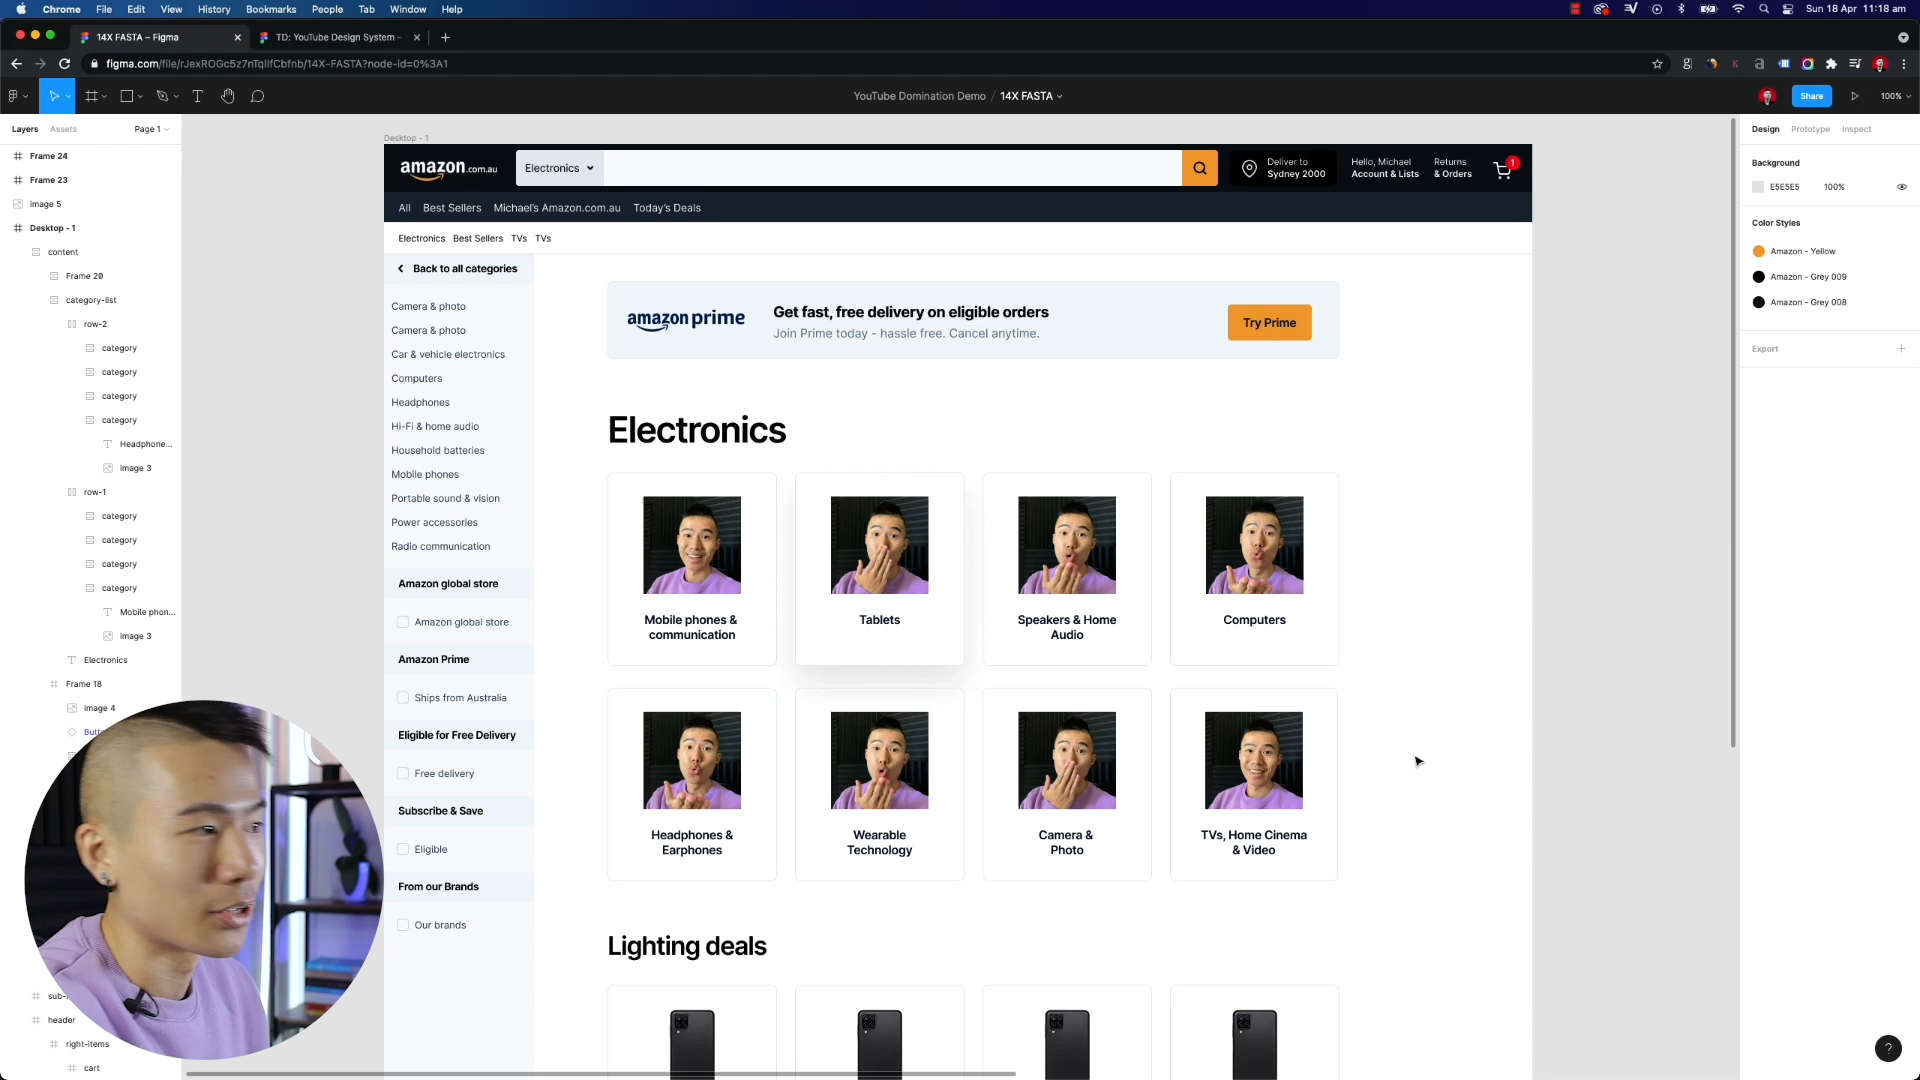 Chrome File Edit View History Bookmarks People Tab Window Help
Sun 18 Apr 11:18 am
14X FASTA – Figma
TD: YouTube Design System –
figma.com/file/rJexROGc5z7nTqIlfCbfnb/14X-FASTA?node-id=0%3A1
YouTube Domination Demo / 14X FASTA
Share
100%
Layers Assets Page 1
Frame 24
Frame 23
image 5
Desktop - 1
content
Frame 20
category-list
row-2
category
category
category
category
Headphone...
image 3
row-1
category
category
category
category
Mobile phon...
image 3
Electronics
Frame 18
image 4
header
right-items
cart
Desktop - 1
amazon.com.au
Electronics
Deliver to
Sydney 2000
Hello, Michael
Account & Lists
Returns
& Orders
1
All Best Sellers Michael's Amazon.com.au Today's Deals
Electronics Best Sellers TVs TVs
Back to all categories
Camera & photo
Camera & photo
Car & vehicle electronics
Computers
Headphones
Hi-Fi & home audio
Household batteries
Mobile phones
Portable sound & vision
Power accessories
Radio communication
Amazon global store
Amazon global store
Amazon Prime
Ships from Australia
Eligible for Free Delivery
Free delivery
Subscribe & Save
Eligible
From our Brands
Our brands
amazon prime
Get fast, free delivery on eligible orders
Join Prime today - hassle free. Cancel anytime.
Try Prime
Electronics
Mobile phones &
communication
Tablets
Speakers & Home
Audio
Computers
Headphones &
Earphones
Wearable
Technology
Camera &
Photo
TVs, Home Cinema
& Video
Lighting deals
Design Prototype Inspect
Background
E5E5E5 100%
Color Styles
Amazon - Yellow
Amazon - Grey 009
Amazon - Grey 008
Export
?